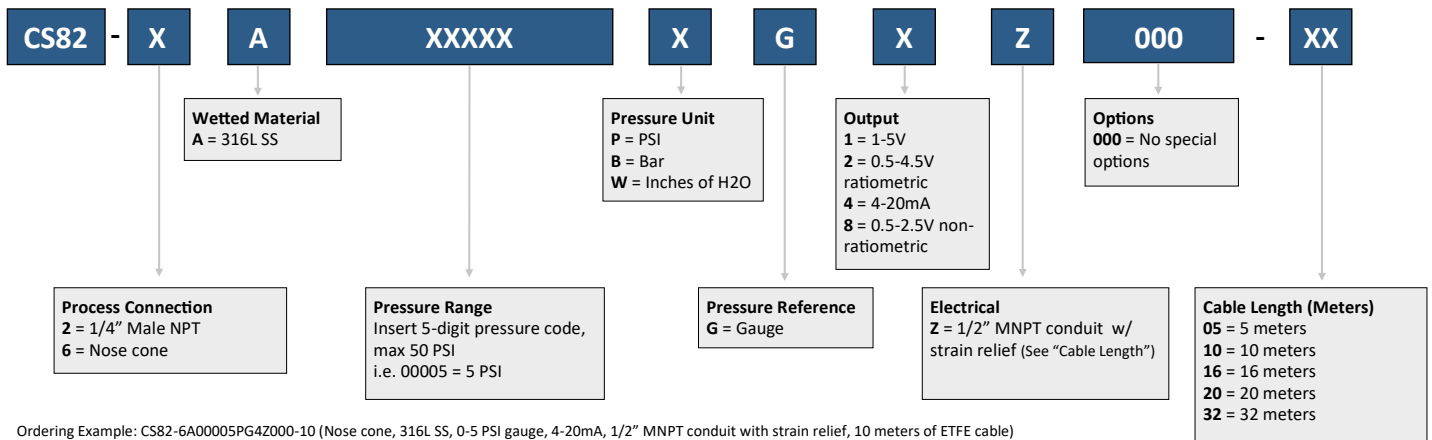 CS82 - X A XXXXX X G X Z 000 - XX
Wetted Material
A = 316L SS
Pressure Unit
P = PSI
B = Bar
W = Inches of H2O
Output
1 = 1-5V
2 = 0.5-4.5V
ratiometric
4 = 4-20mA
8 = 0.5-2.5V non-
ratiometric
Options
000 = No special
options
Process Connection
2 = 1/4” Male NPT
6 = Nose cone
Pressure Range
Insert 5-digit pressure code,
max 50 PSI
i.e. 00005 = 5 PSI
Pressure Reference
G = Gauge
Electrical
Z = 1/2” MNPT conduit w/
strain relief (See “Cable Length”)
Cable Length (Meters)
05 = 5 meters
10 = 10 meters
16 = 16 meters
20 = 20 meters
32 = 32 meters
Ordering Example: CS82-6A00005PG4Z000-10 (Nose cone, 316L SS, 0-5 PSI gauge, 4-20mA, 1/2” MNPT conduit with strain relief, 10 meters of ETFE cable)